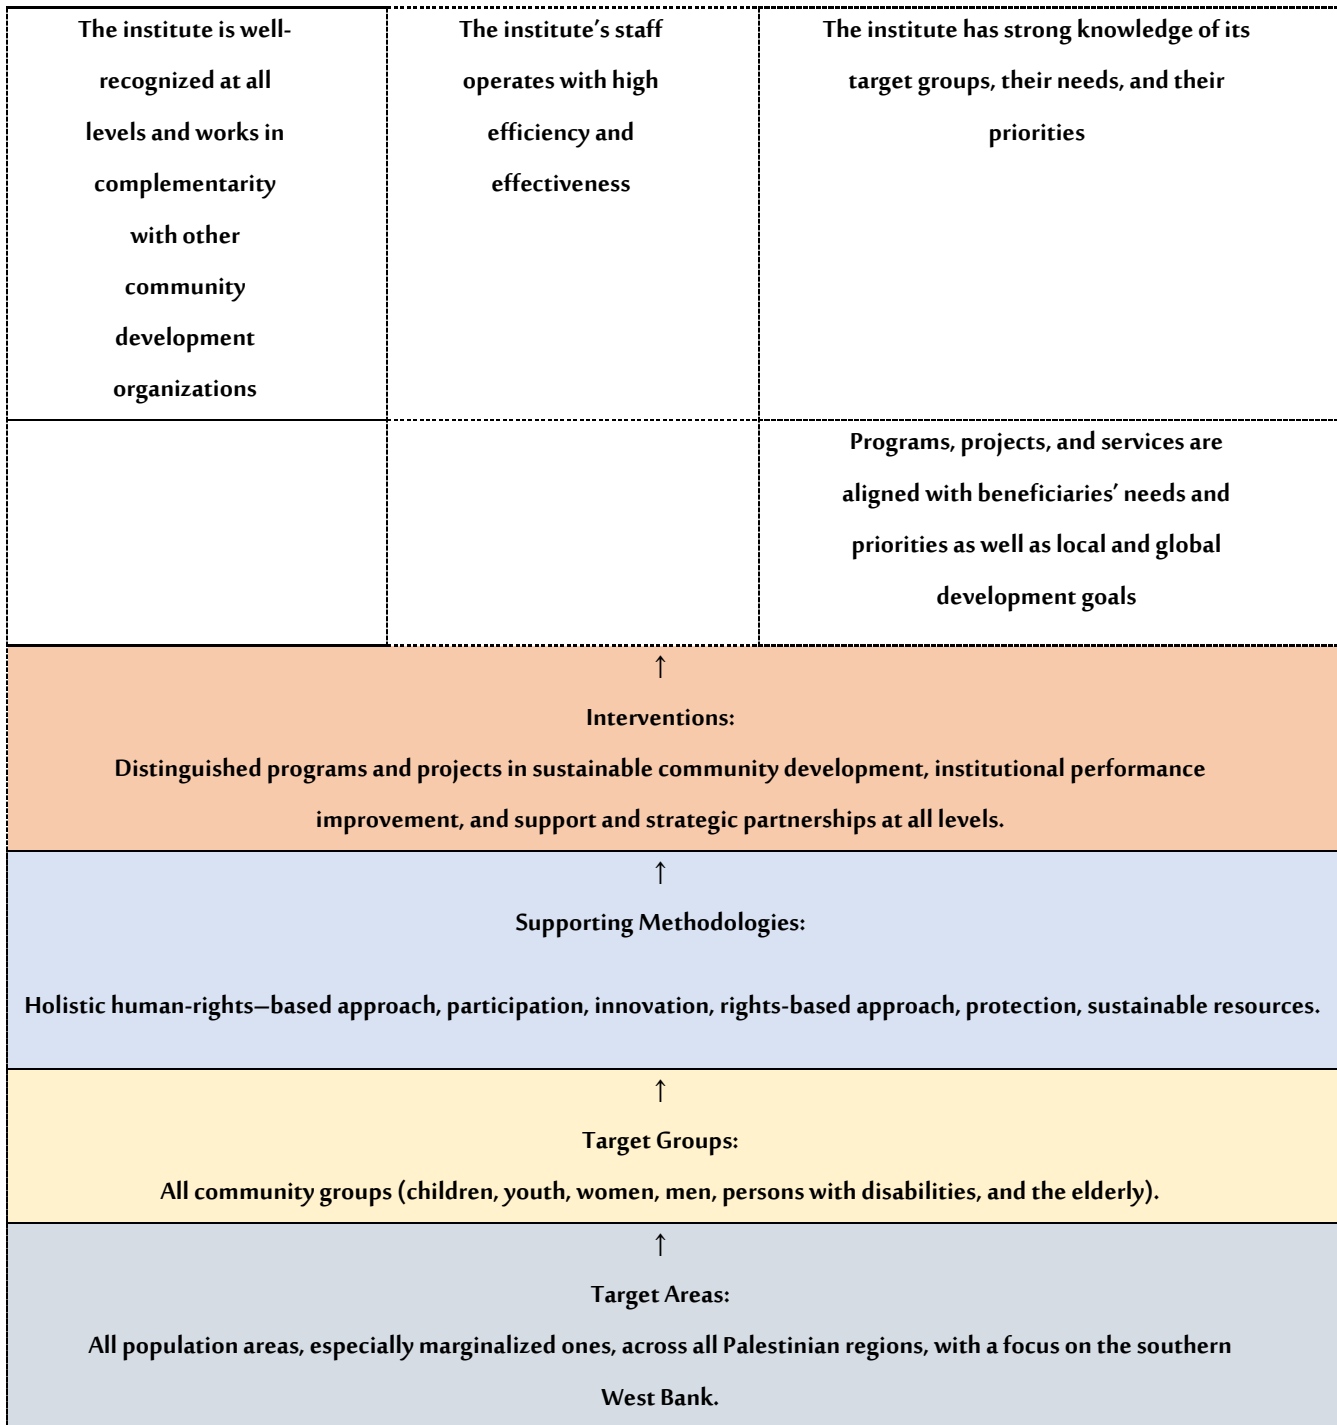 The institute is well-
recognized at all
levels and works in
complementarity
with other
community
development
organizations
The institute’s staff
operates with high
efficiency and
effectiveness
The institute has strong knowledge of its
target groups, their needs, and their
priorities
Programs, projects, and services are
aligned with beneficiaries’ needs and
priorities as well as local and global
development goals
↑
Interventions:
Distinguished programs and projects in sustainable community development, institutional performance
improvement, and support and strategic partnerships at all levels.
↑
Supporting Methodologies:
Holistic human-rights–based approach, participation, innovation, rights-based approach, protection, sustainable resources.
↑
Target Groups:
All community groups (children, youth, women, men, persons with disabilities, and the elderly).
↑
Target Areas:
All population areas, especially marginalized ones, across all Palestinian regions, with a focus on the southern
West Bank.